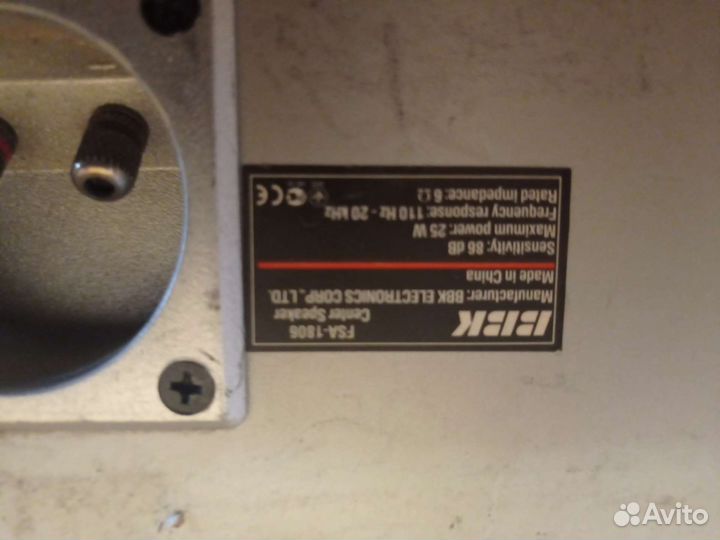 BBK
FSA-1806
Center Speaker
Manufacturer: BBK ELECTRONICS CORP., LTD.
Made in China
Sensitivity: 86 dB
Maximum power: 25 W
Frequency response: 110 Hz - 20 kHz
Rated Impedance: 6 Ω
CE
Avito